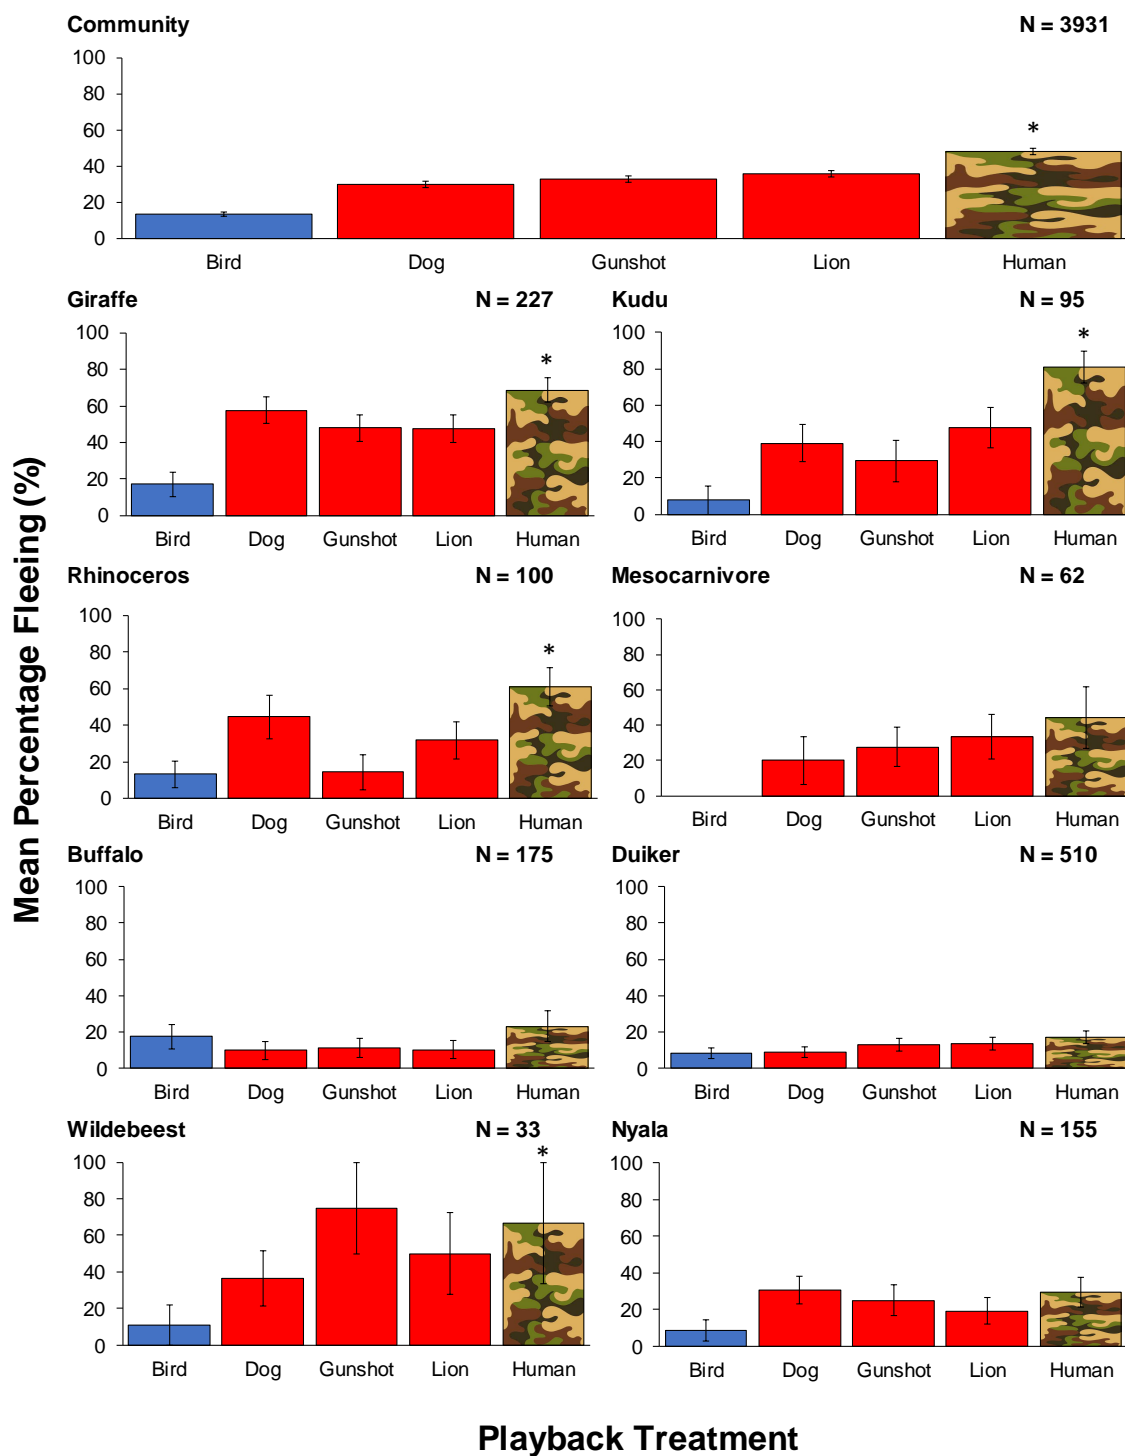 Community N = 3931
100
80
60
40
20
0
Bird Dog Gunshot Lion Human
*
Giraffe N = 227
100
80
60
40
20
0
Bird Dog Gunshot Lion Human
*
Kudu N = 95
100
80
60
40
20
0
Bird Dog Gunshot Lion Human
*
Rhinoceros N = 100
100
80
60
40
20
0
Bird Dog Gunshot Lion Human
*
Mesocarnivore N = 62
100
80
60
40
20
0
Bird Dog Gunshot Lion Human
Buffalo N = 175
100
80
60
40
20
0
Bird Dog Gunshot Lion Human
Duiker N = 510
100
80
60
40
20
0
Bird Dog Gunshot Lion Human
Wildebeest N = 33
100
80
60
40
20
0
Bird Dog Gunshot Lion Human
*
Nyala N = 155
100
80
60
40
20
0
Bird Dog Gunshot Lion Human
Mean Percentage Fleeing (%)
Playback Treatment